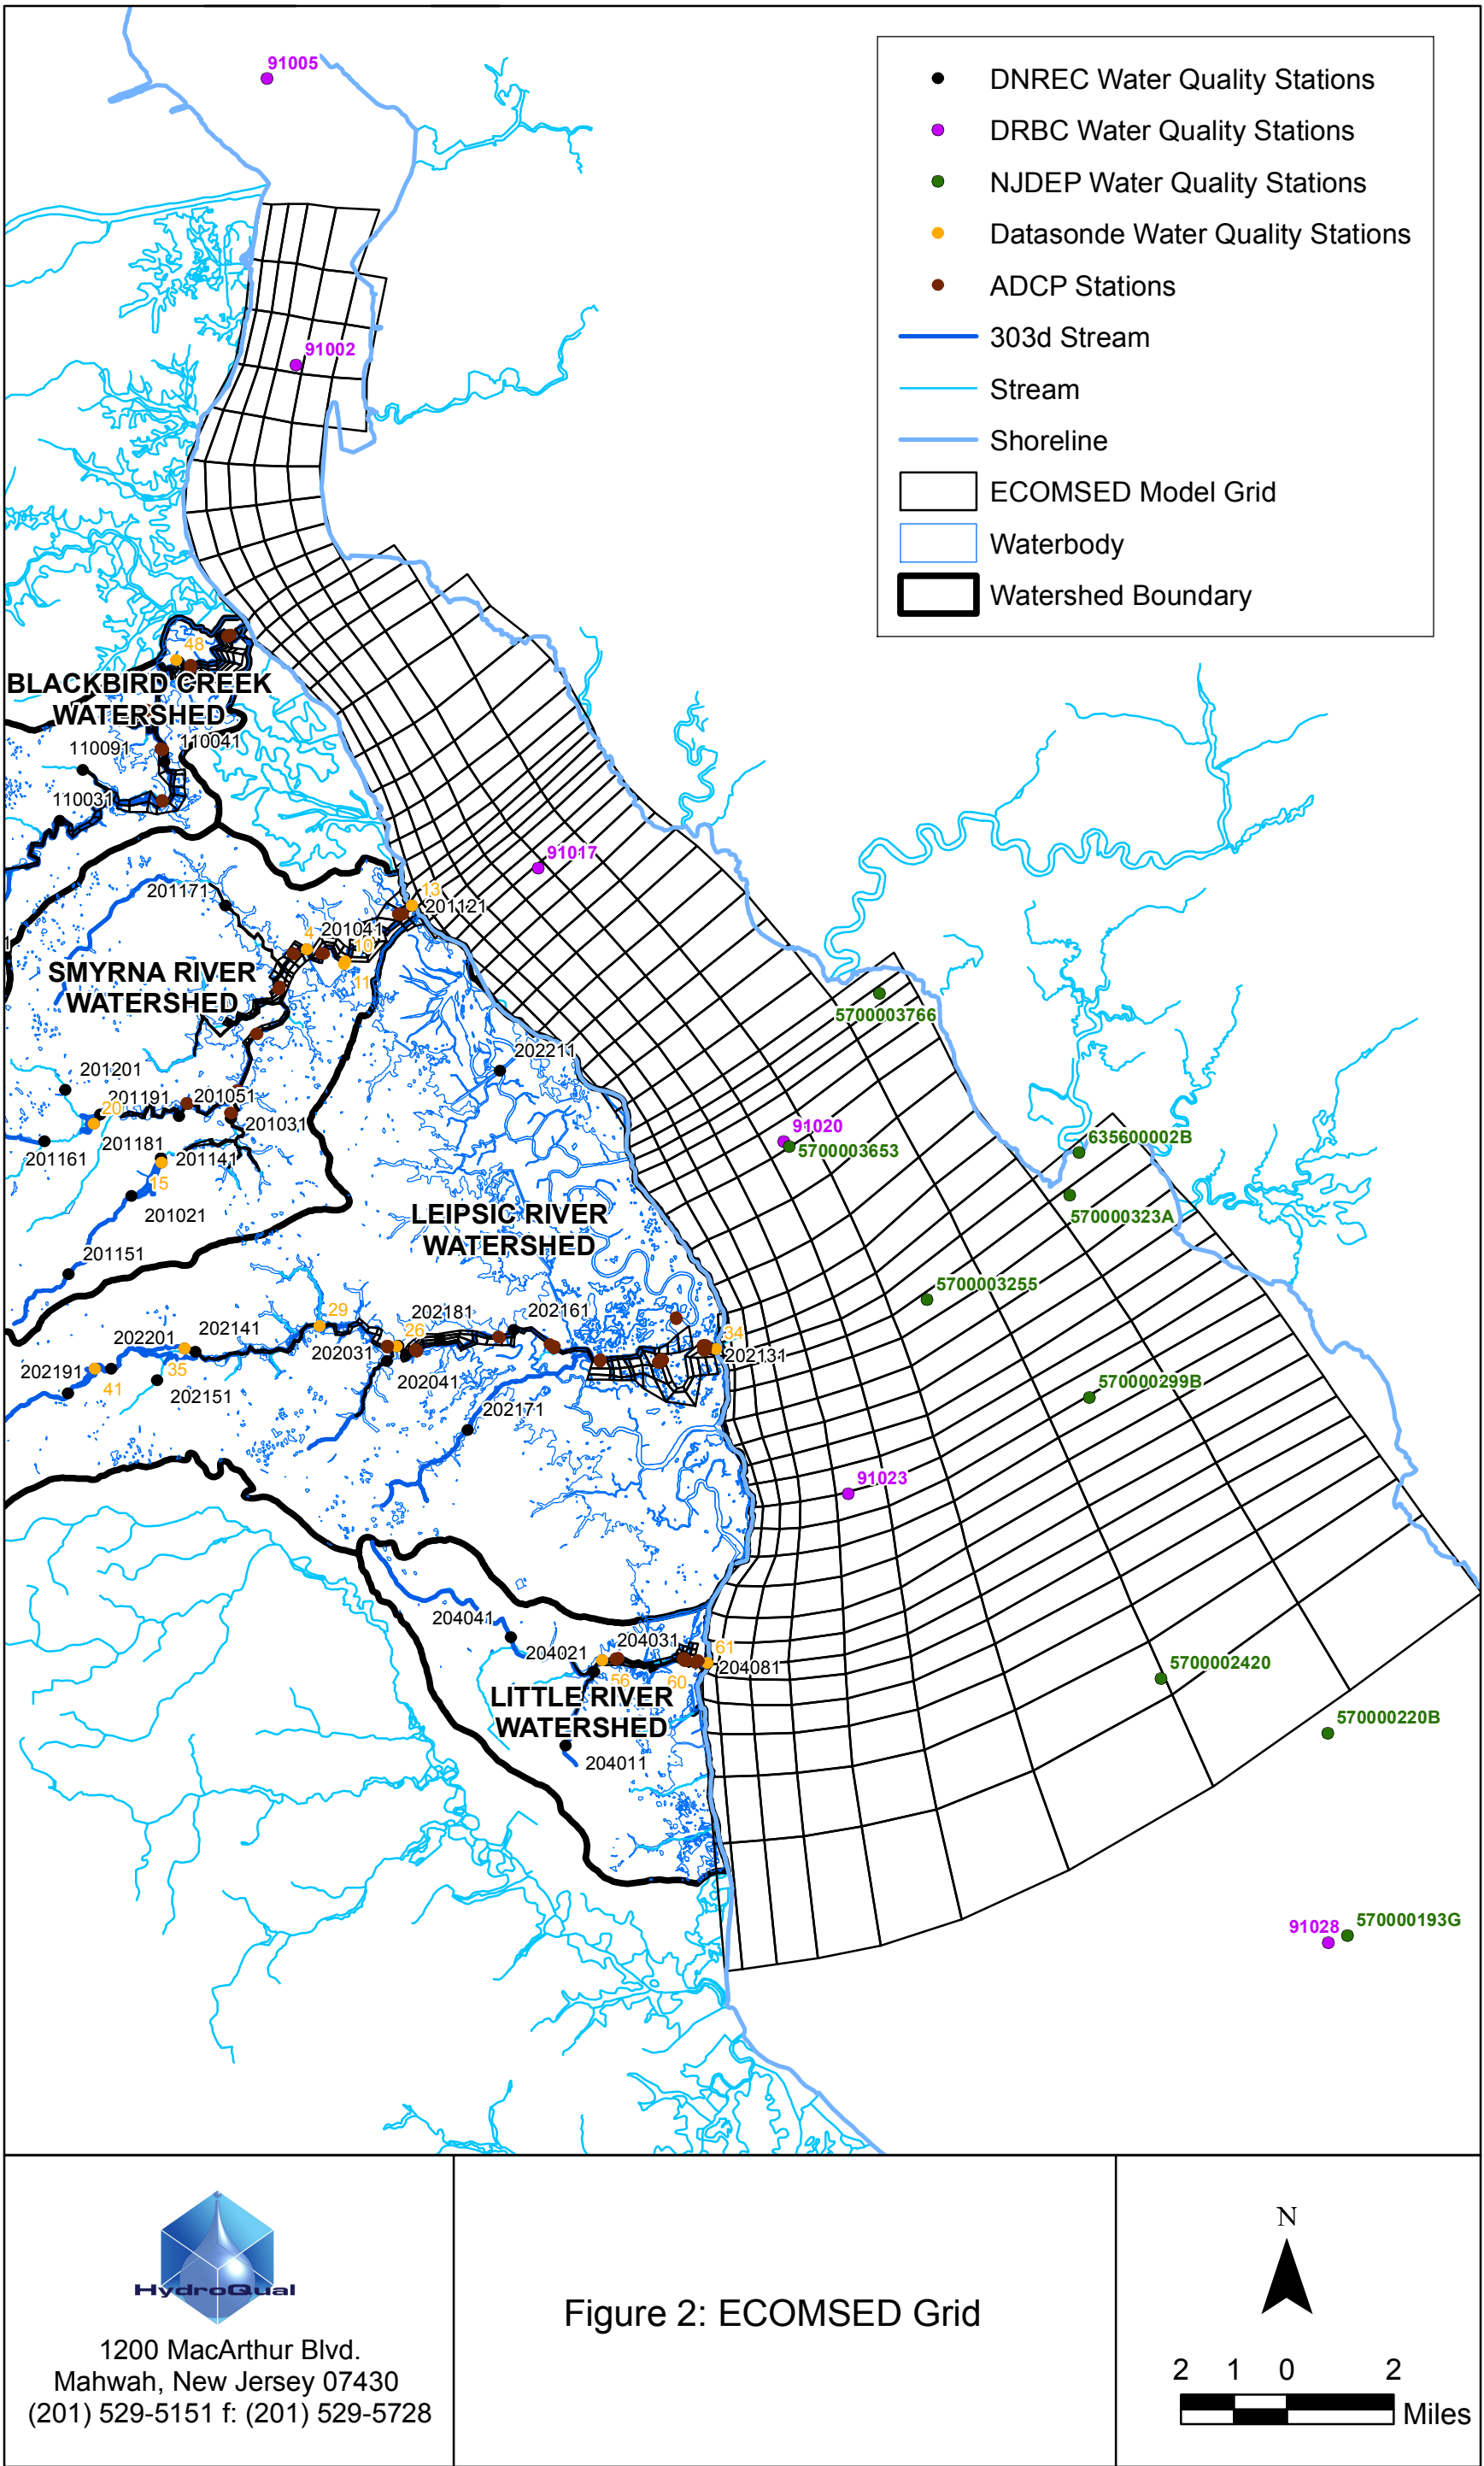 91005
DNREC Water Quality Stations
DRBC Water Quality Stations
NJDEP Water Quality Stations
Datasonde Water Quality Stations
ADCP Stations
303d Stream
Stream
Shoreline
ECOMSED Model Grid
Waterbody
Watershed Boundary
91002
48
BLACKBIRD CREEK
WATERSHED
110091
110041
110031
91017
201171
13
201121
4
201041
10
11
SMYRNA RIVER
WATERSHED
5700003766
202211
201201
201191
20
201051
201031
201181
201161
201141
15
201021
201151
91020
5700003653
635600002B
570000323A
LEIPSIC RIVER
WATERSHED
5700003255
29
202181
202161
26
34
202131
202201
202141
202031
202191
41
35
202151
202041
202171
570000299B
91023
204041
204021
204031
61
204081
56
60
LITTLE RIVER
WATERSHED
204011
5700002420
570000220B
91028
570000193G
HydroQual
1200 MacArthur Blvd.
Mahwah, New Jersey 07430
(201) 529-5151 f: (201) 529-5728
Figure 2: ECOMSED Grid
N
2 1 0 2
Miles